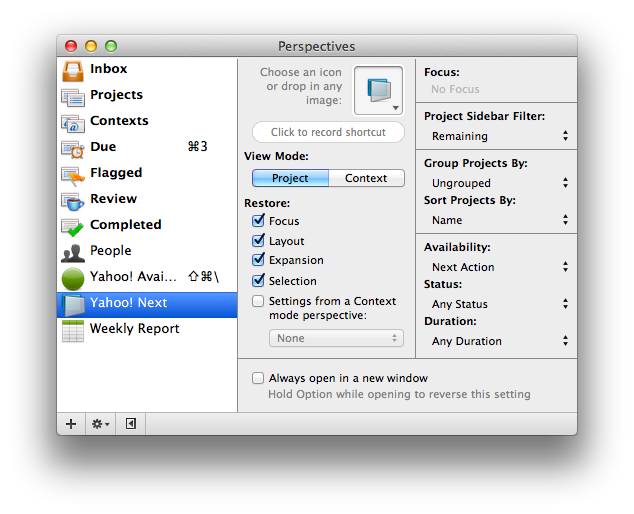 Perspectives
Inbox
Projects
Contexts
Due ⌘3
Flagged
Review
Completed
People
Yahoo! Avai... ⇧⌘\
Yahoo! Next
Weekly Report
Choose an icon
or drop in any
image:
Click to record shortcut
View Mode:
Project Context
Restore:
Focus
Layout
Expansion
Selection
Settings from a Context
mode perspective:
None
Focus:
No Focus
Project Sidebar Filter:
Remaining
Group Projects By:
Ungrouped
Sort Projects By:
Name
Availability:
Next Action
Status:
Any Status
Duration:
Any Duration
Always open in a new window
Hold Option while opening to reverse this setting